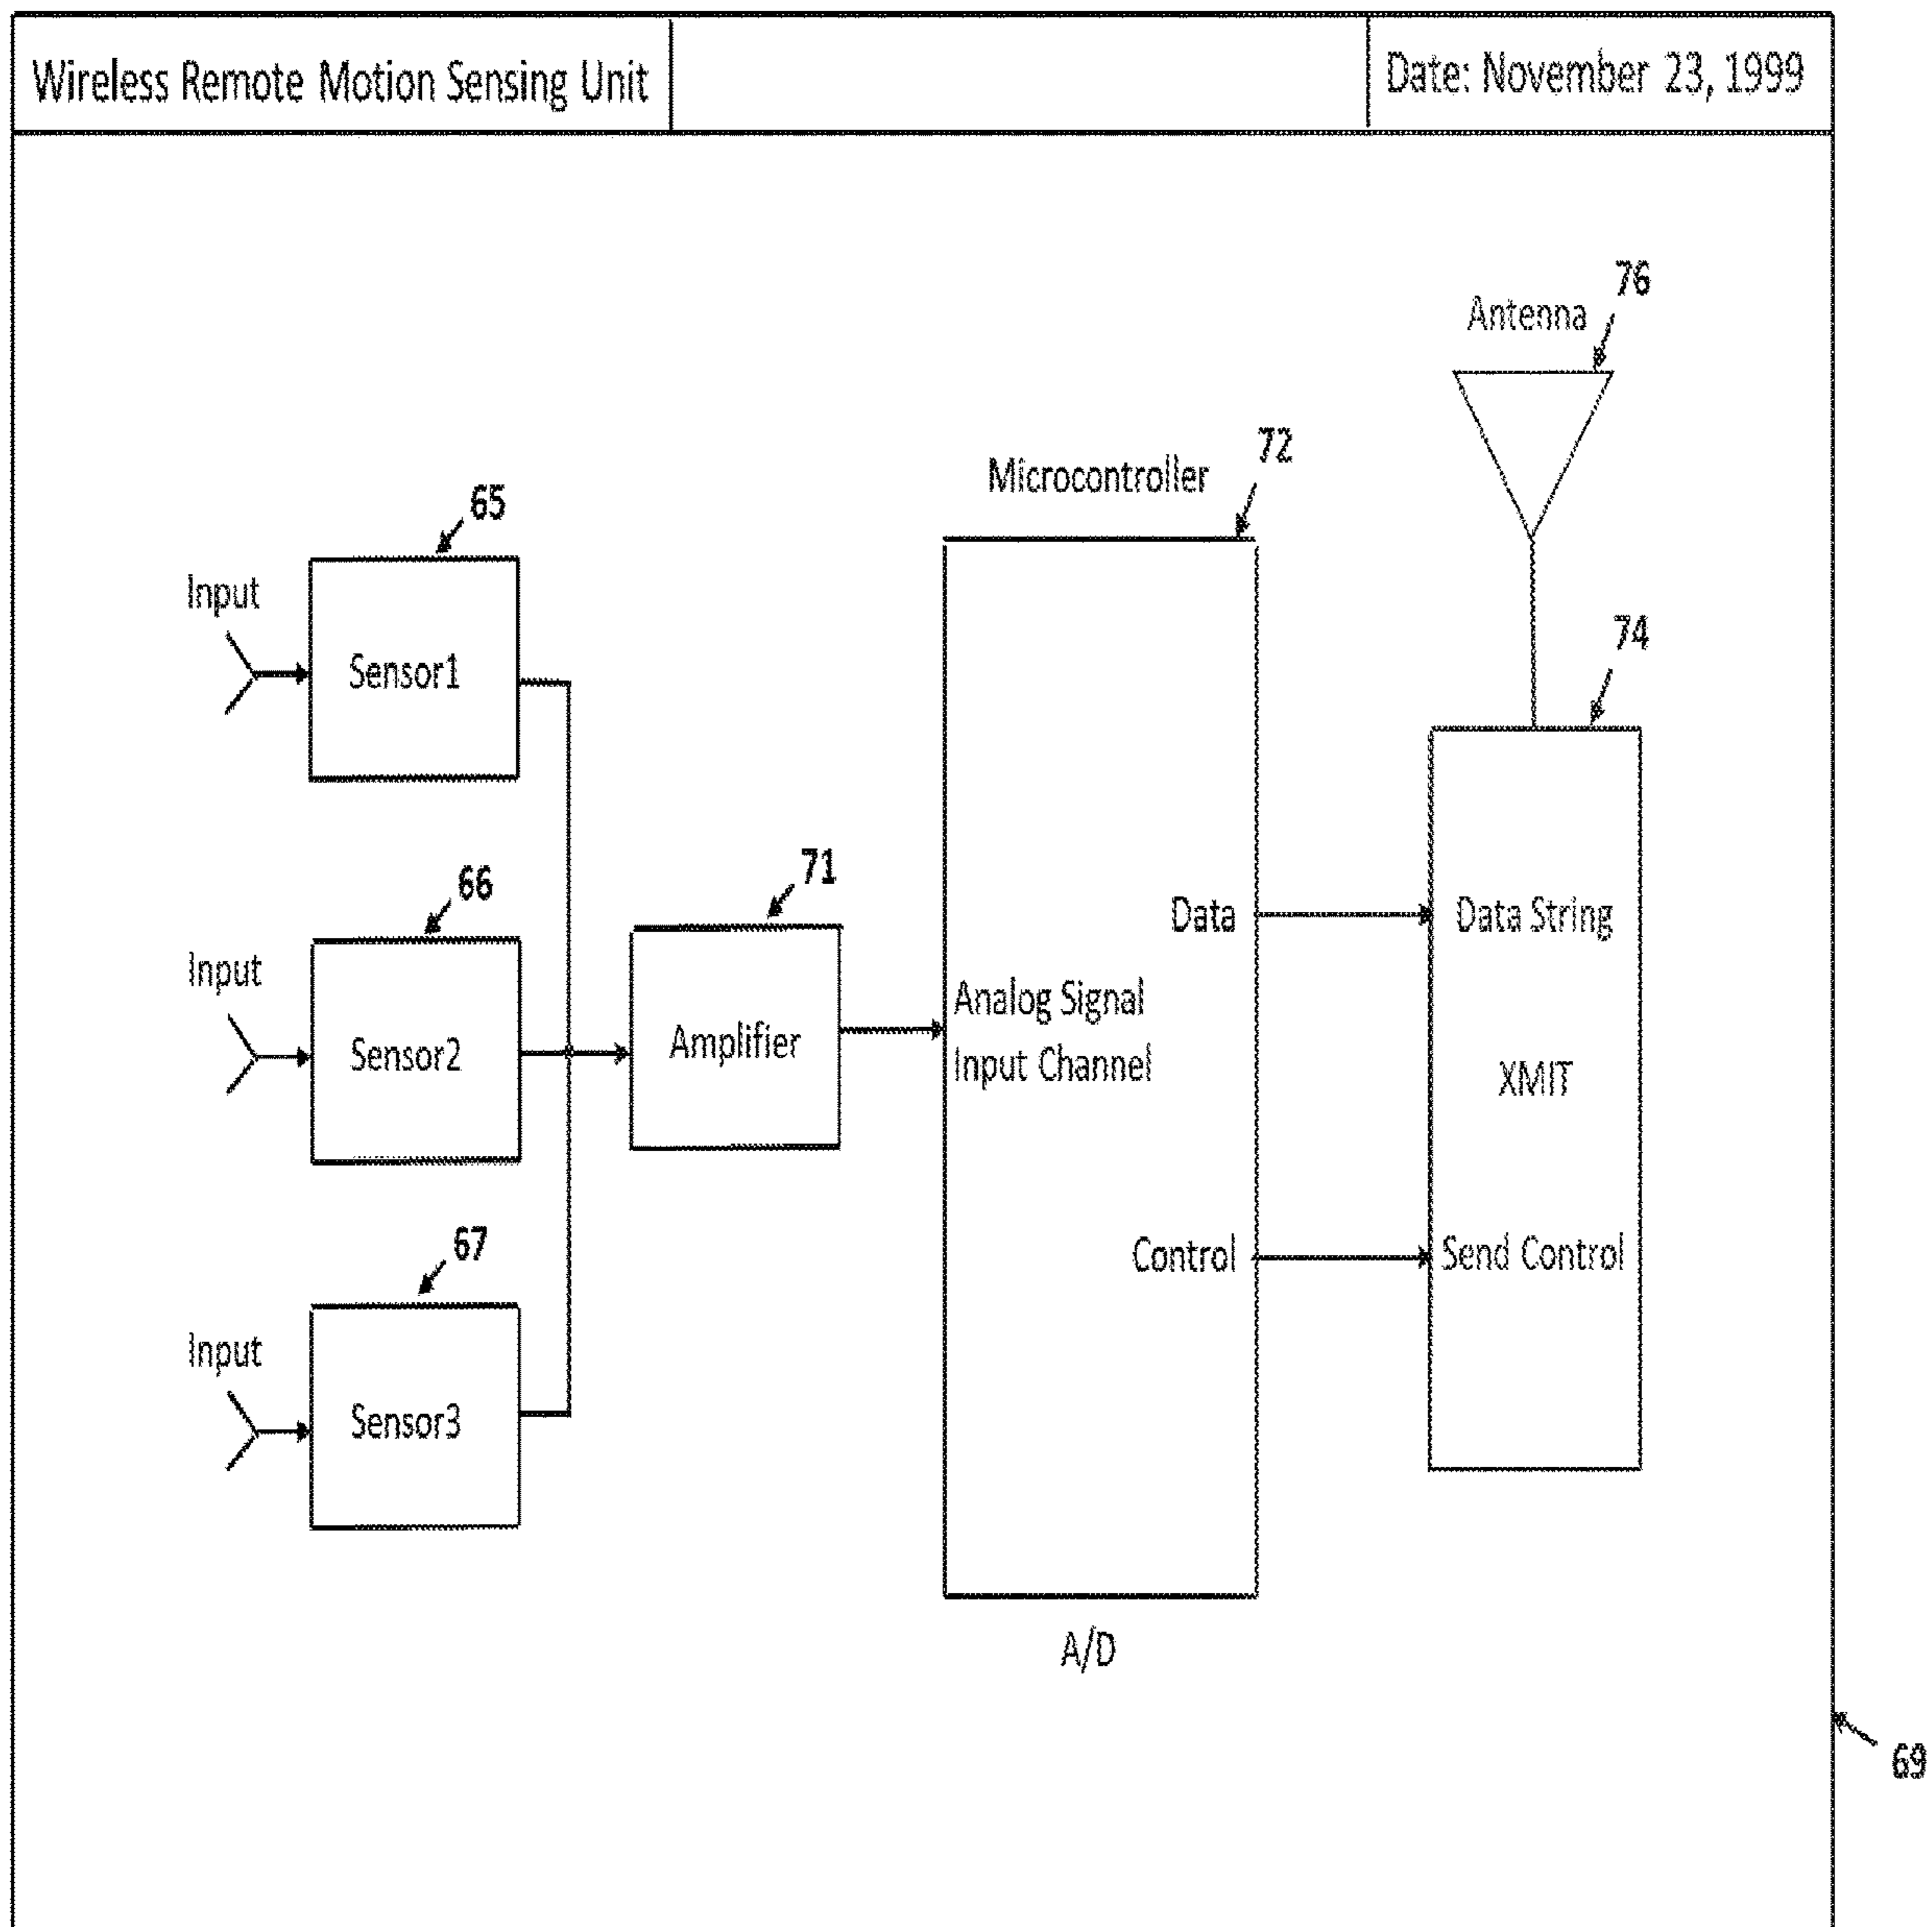 Wireless Remote Motion Sensing Unit
Date: November 23, 1999
76
Antenna
72
Microcontroller
65
Input
Sensor1
74
71
66
Data
Data String
Input
Analog Signal
Sensor2
Amplifier
Input Channel
XMIT
67
Control
Send Control
Input
Sensor3
A/D
69